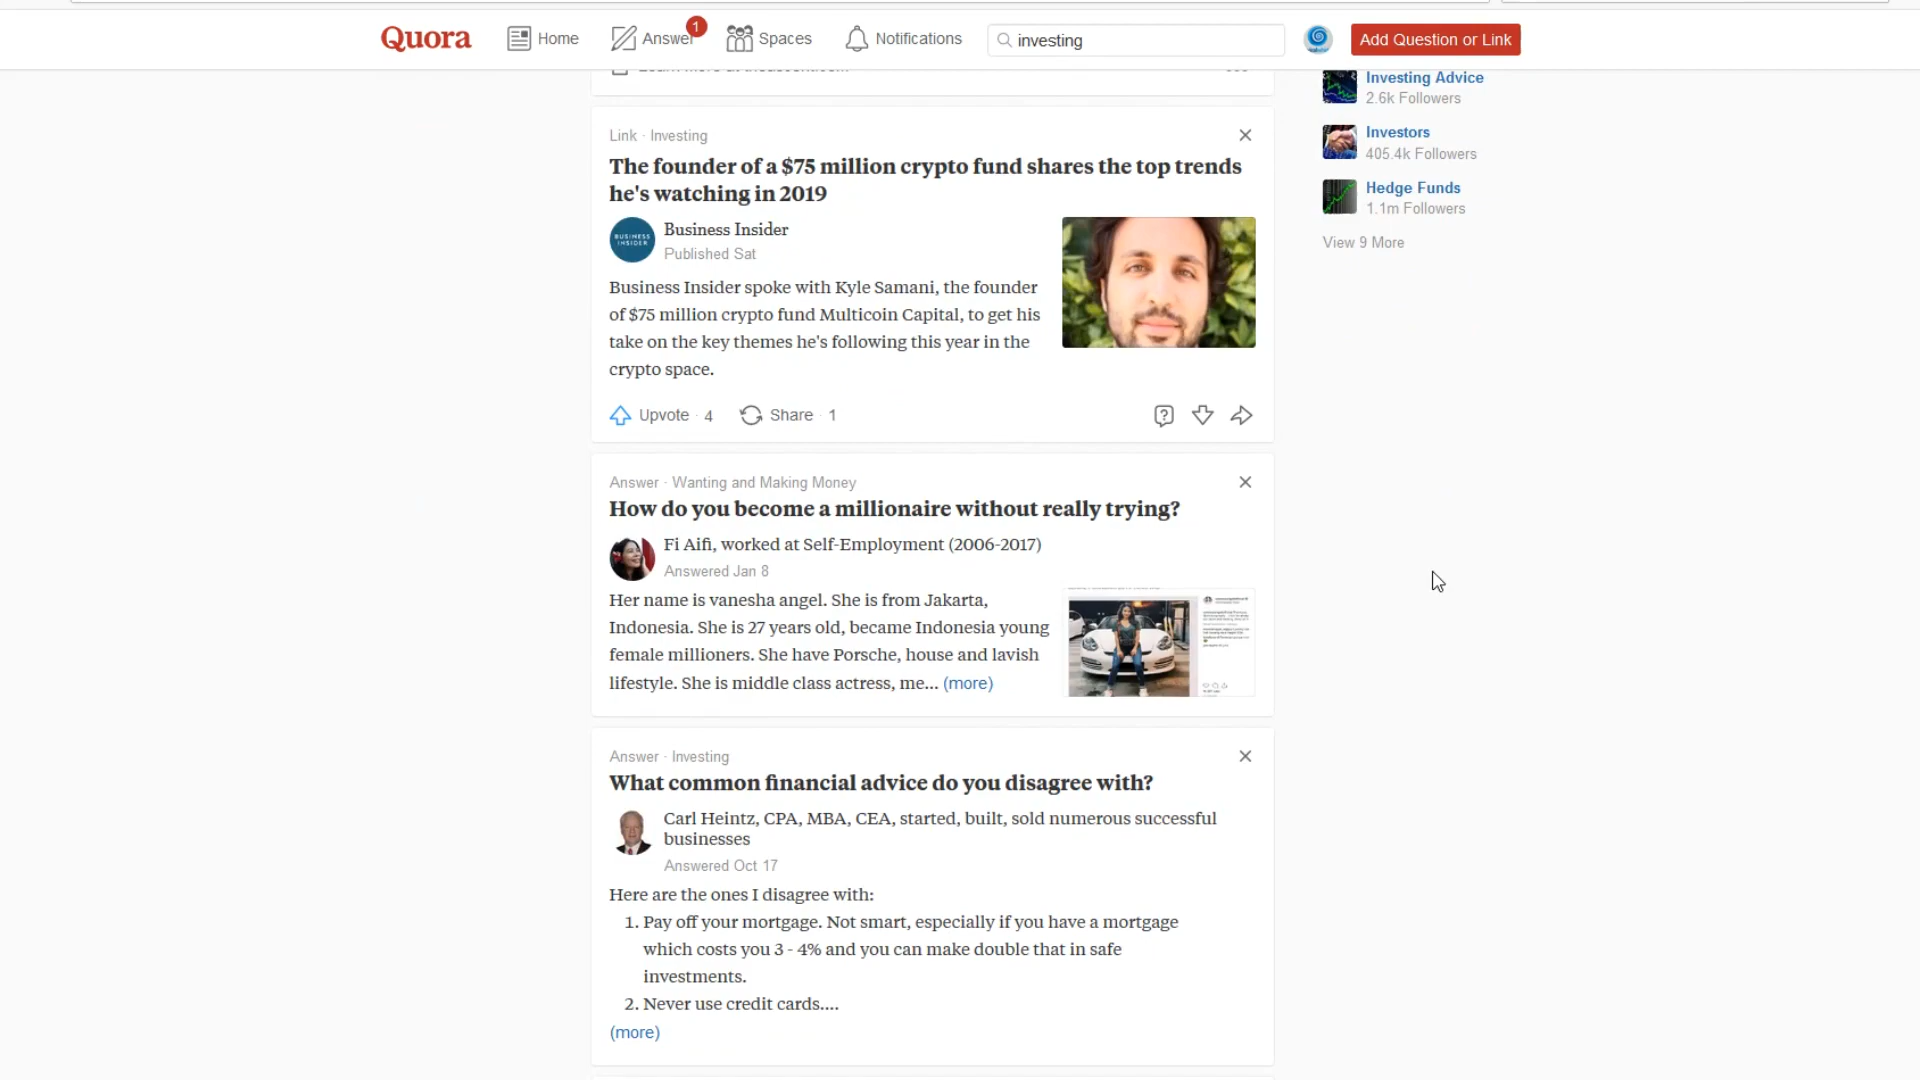 Quora
Home
Answer
1
Spaces
Notifications
investing
Add Question or Link
Investing Advice
2.6k Followers
Investors
405.4k Followers
Hedge Funds
1.1m Followers
View 9 More
Link · Investing
The founder of a $75 million crypto fund shares the top trends
he's watching in 2019
BUSINESS
INSIDER
Business Insider
Published Sat
Business Insider spoke with Kyle Samani, the founder
of $75 million crypto fund Multicoin Capital, to get his
take on the key themes he's following this year in the
crypto space.
Upvote · 4
Share · 1
Answer · Wanting and Making Money
How do you become a millionaire without really trying?
Fi Aifi, worked at Self-Employment (2006-2017)
Answered Jan 8
Her name is vanesha angel. She is from Jakarta,
Indonesia. She is 27 years old, became Indonesia young
female millioners. She have Porsche, house and lavish
lifestyle. She is middle class actress, me... (more)
Answer · Investing
What common financial advice do you disagree with?
Carl Heintz, CPA, MBA, CEA, started, built, sold numerous successful
businesses
Answered Oct 17
Here are the ones I disagree with:
1. Pay off your mortgage. Not smart, especially if you have a mortgage
which costs you 3 - 4% and you can make double that in safe
investments.
2. Never use credit cards....
(more)